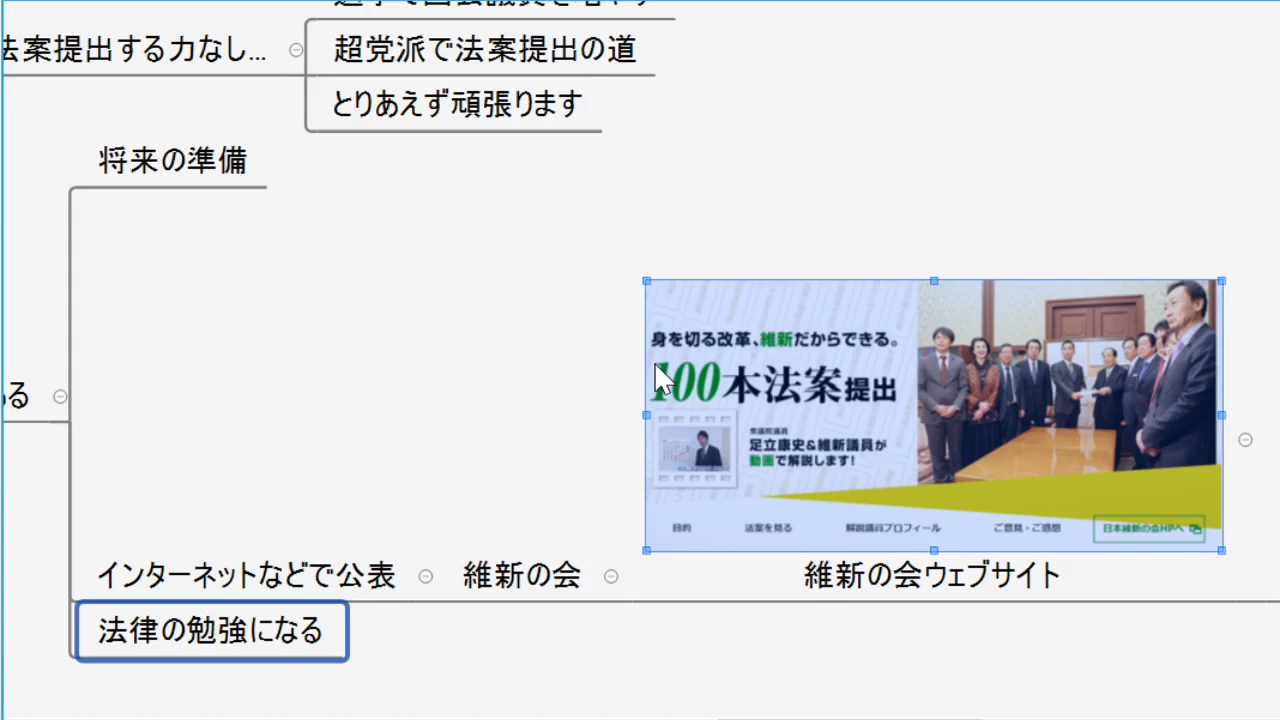 法案提出する力なし...
超党派で法案提出の道
とりあえず頑張ります
将来の準備
る
身を切る改革、維新だからできる。
100本法案提出
衆議院議員
足立康史&維新議員が
動画で解説します!
目的
法案を見る
解説議員プロフィール
ご意見・ご感想
日本維新の会HPへ
インターネットなどで公表
維新の会
維新の会ウェブサイト
法律の勉強になる